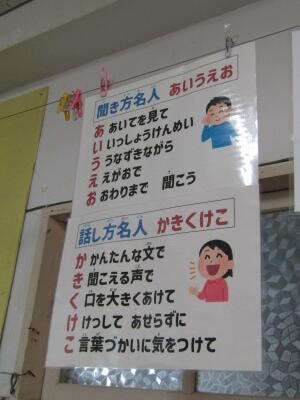 聞き方名人 あいうえお
あ あいてを見て
い いっしょうけんめい
う うなずきながら
え えがおで
お おわりまで 聞こう
話し方名人 かきくけこ
か かんたんな文で
き 聞こえる声で
く 口を大きくあけて
け けっして あせらずに
こ 言葉づかいに気をつけて